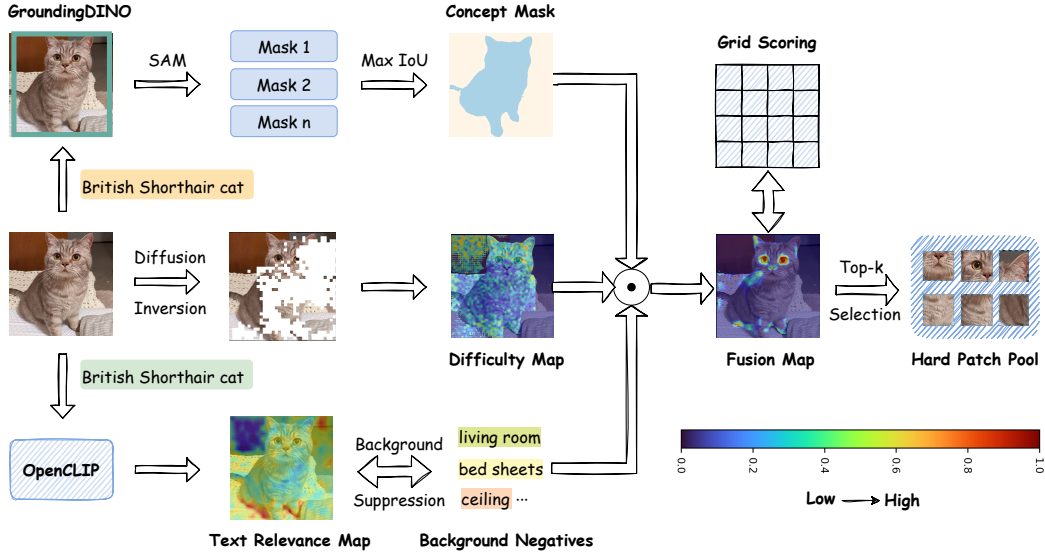 GroundingDINO
Concept Mask
SAM
Mask 1
Mask 2
Mask n
Max IoU
Grid Scoring
British Shorthair cat
Diffusion
Inversion
Difficulty Map
Fusion Map
Top-k
Selection
Hard Patch Pool
British Shorthair cat
OpenCLIP
Text Relevance Map
Background
Suppression
living room
bed sheets
ceiling ...
Background Negatives
0.0 0.2 0.4 0.6 0.8 1.0
Low High